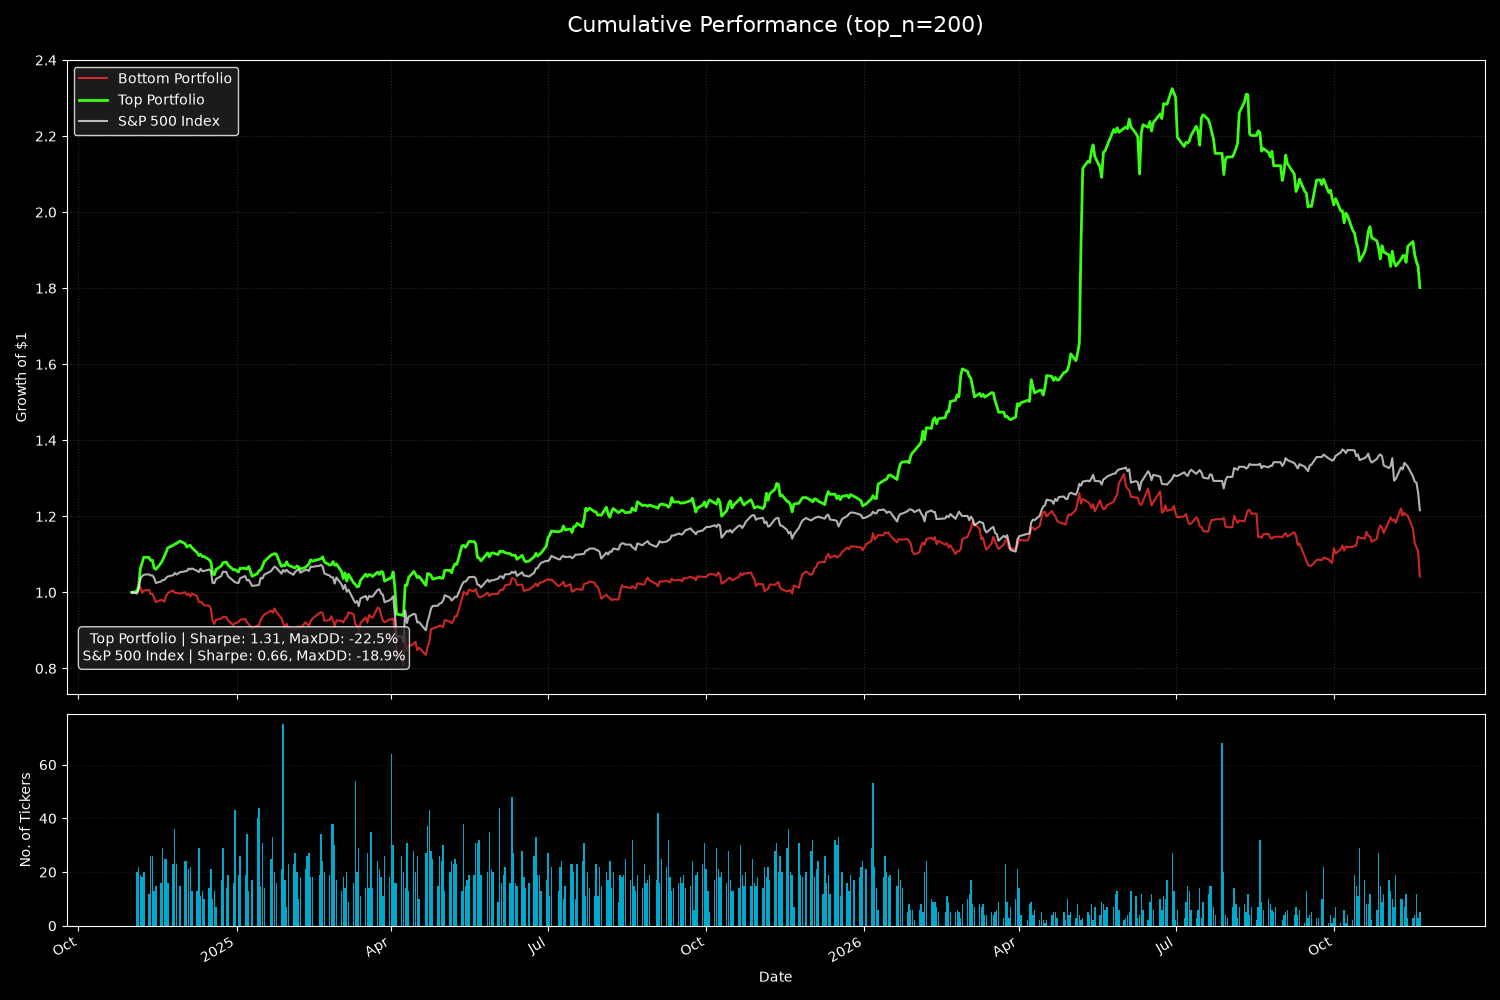 Cumulative Performance (top_n=200)
Bottom Portfolio
Top Portfolio
S&P 500 Index
2.4
2.2
2.0
1.8
1.6
1.4
1.2
1.0
0.8
Growth of $1
Top Portfolio | Sharpe: 1.31, MaxDD: -22.5%
S&P 500 Index | Sharpe: 0.66, MaxDD: -18.9%
60
40
20
0
No. of Tickers
Oct
2025
Apr
Jul
Oct
2026
Apr
Jul
Oct
Date